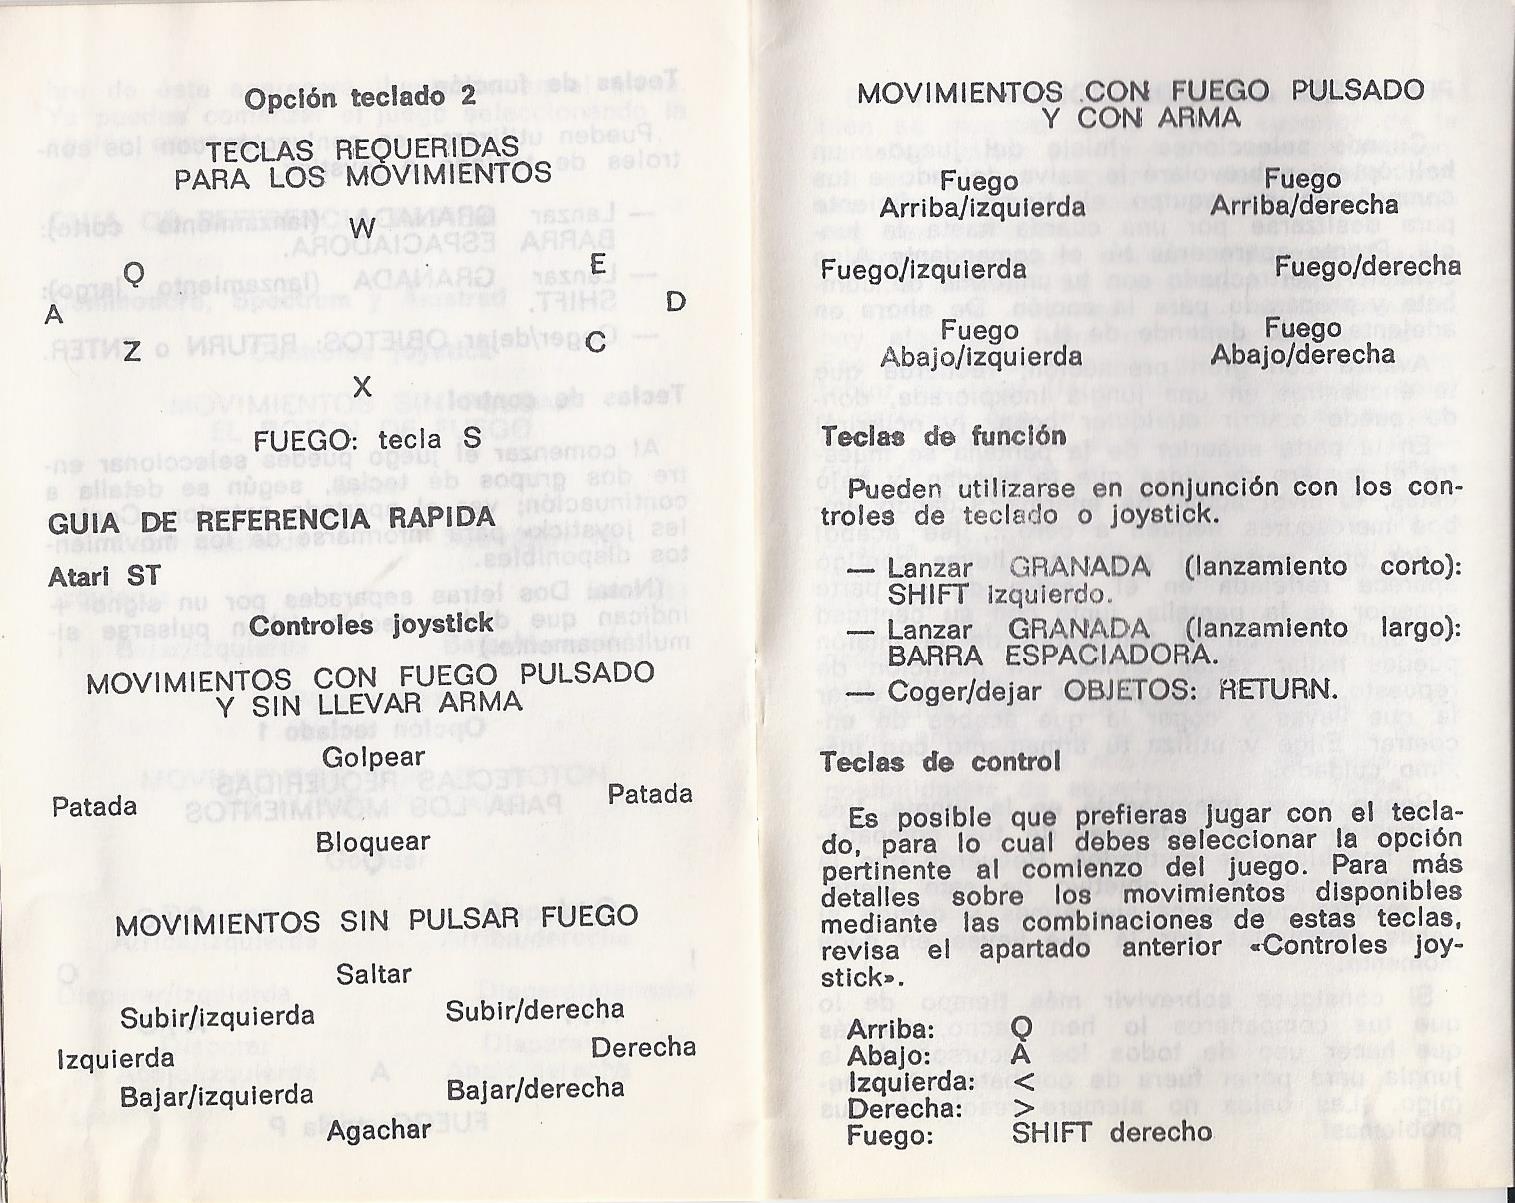 Opción teclado 2
TECLAS REQUERIDAS
PARA LOS MOVIMIENTOS
W
Q E
A D
Z C
X
FUEGO: tecla S
GUIA DE REFERENCIA RAPIDA
Atari ST
Controles joystick
MOVIMIENTOS CON FUEGO PULSADO
Y SIN LLEVAR ARMA
Golpear
Patada Patada
Bloquear
MOVIMIENTOS SIN PULSAR FUEGO
Saltar
Subir/izquierda Subir/derecha
Izquierda Derecha
Bajar/izquierda Bajar/derecha
Agachar
MOVIMIENTOS CON FUEGO PULSADO
Y CON ARMA
Fuego Fuego
Arriba/izquierda Arriba/derecha
Fuego/izquierda Fuego/derecha
Fuego Fuego
Abajo/izquierda Abajo/derecha
Teclas de función
Pueden utilizarse en conjunción con los con-
troles de teclado o joystick.
— Lanzar GRANADA (lanzamiento corto):
SHIFT izquierdo.
— Lanzar GRANADA (lanzamiento largo):
BARRA ESPACIADORA.
— Coger/dejar OBJETOS: RETURN.
Teclas de control
Es posible que prefieras jugar con el tecla-
do, para lo cual debes seleccionar la opción
pertinente al comienzo del juego. Para más
detalles sobre los movimientos disponibles
mediante las combinaciones de estas teclas,
revisa el apartado anterior «Controles joy-
stick».
Arriba: Q
Abajo: A
Izquierda: <
Derecha: >
Fuego: SHIFT derecho